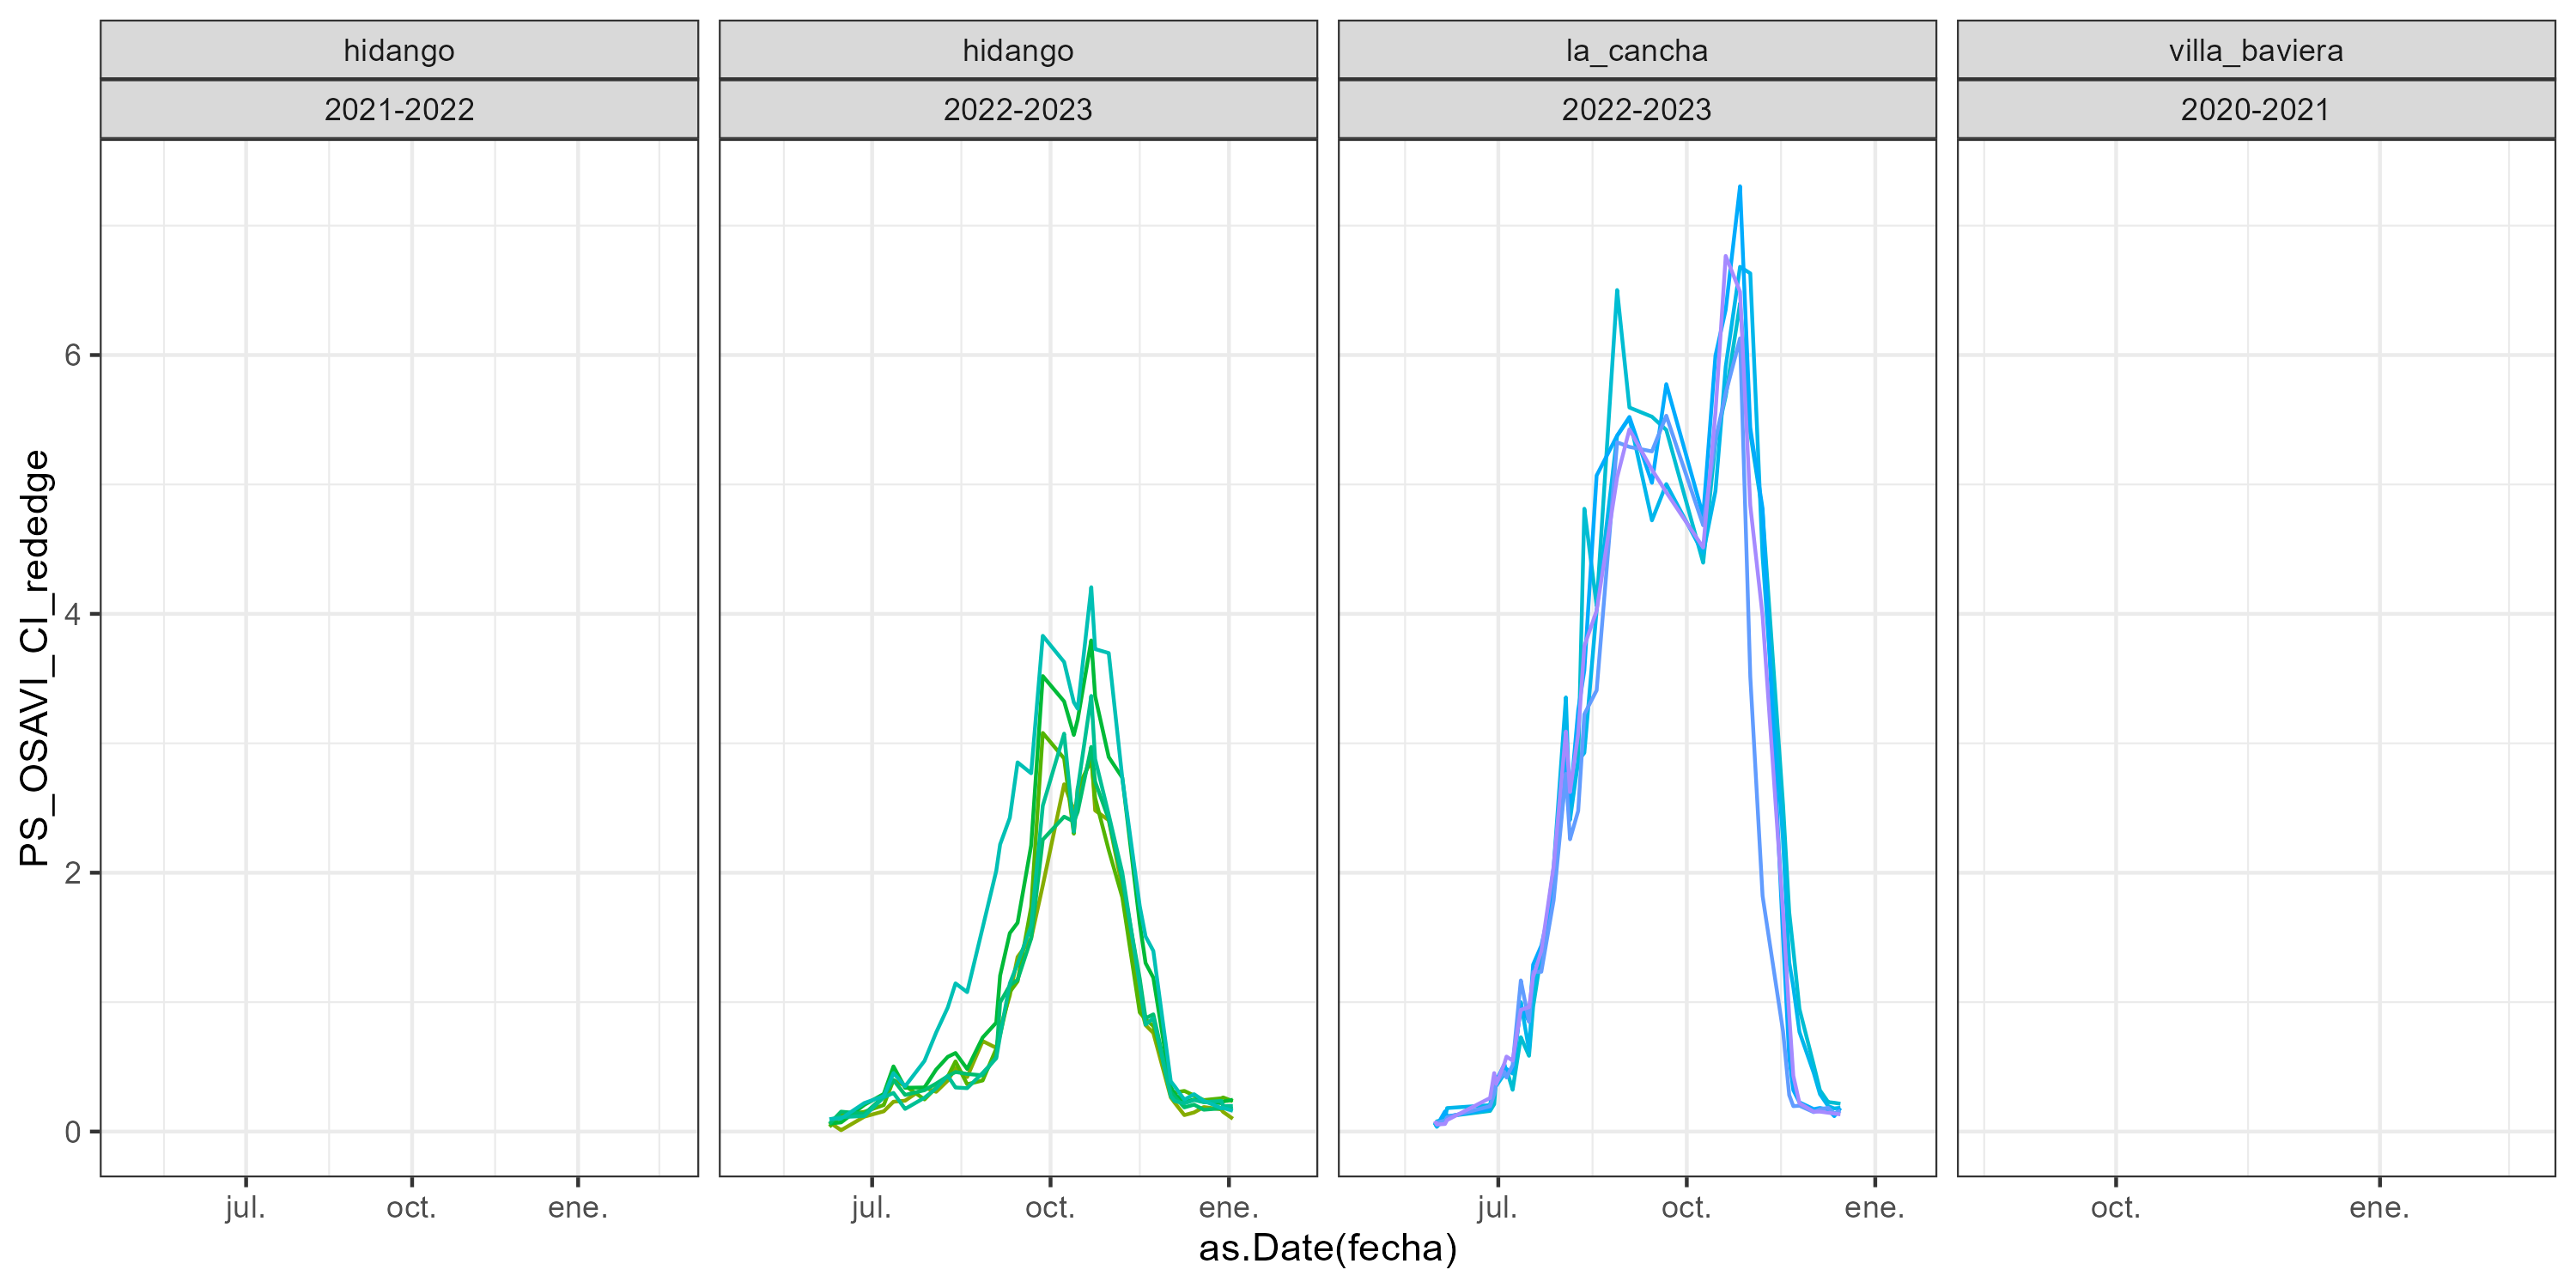 hidango hidango la_cancha villa_baviera
2021-2022 2022-2023 2022-2023 2020-2021
PS_OSAVI_CI_rededge
6
4
2
0
jul. oct. ene. jul. oct. ene. jul. oct. ene. oct. ene.
as.Date(fecha)